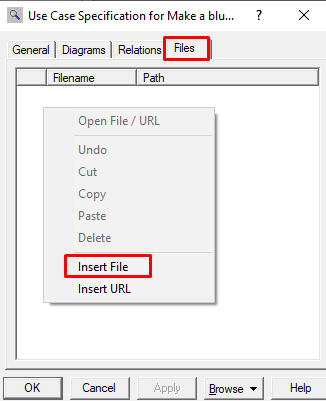 Use Case Specification for Make a blu...
General Diagrams Relations Files
Filename Path
Open File / URL
Undo
Cut
Copy
Paste
Delete
Insert File
Insert URL
OK Cancel Apply Browse Help